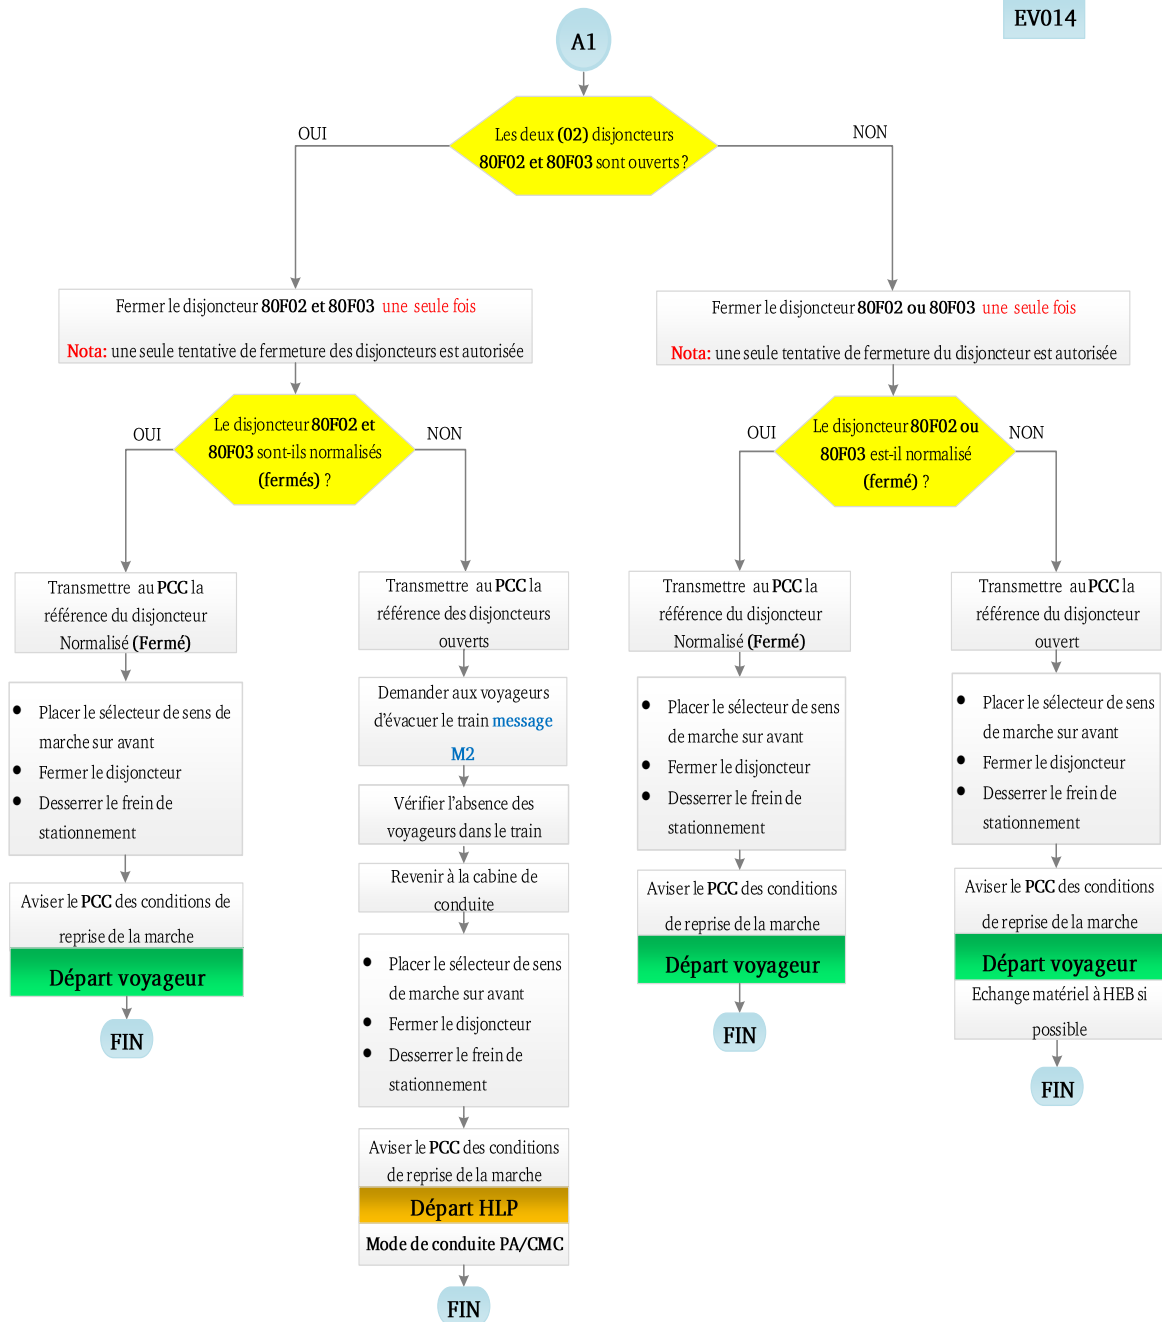 EV014
A1
Les deux (02) disjoncteurs
80F02 et 80F03 sont ouverts ?
OUI
NON
Fermer le disjoncteur 80F02 et 80F03 une seule fois
Nota: une seule tentative de fermeture des disjoncteurs est autorisée
Fermer le disjoncteur 80F02 ou 80F03 une seule fois
Nota: une seule tentative de fermeture du disjoncteur est autorisée
Le disjoncteur 80F02 et
80F03 sont-ils normalisés
(fermés) ?
OUI
NON
Le disjoncteur 80F02 ou
80F03 est-il normalisé
(fermé) ?
OUI
NON
Transmettre au PCC la
référence du disjoncteur
Normalisé (Fermé)
• Placer le sélecteur de sens de
marche sur avant
• Fermer le disjoncteur
• Desserrer le frein de
stationnement
Aviser le PCC des conditions de
reprise de la marche
Départ voyageur
FIN
Transmettre au PCC la
référence des disjoncteurs
ouverts
Demander aux voyageurs
d'évacuer le train message
M2
Vérifier l'absence des
voyageurs dans le train
Revenir à la cabine de
conduite
• Placer le sélecteur de sens
de marche sur avant
• Fermer le disjoncteur
• Desserrer le frein de
stationnement
Aviser le PCC des conditions
de reprise de la marche
Départ HLP
Mode de conduite PA/CMC
FIN
Transmettre au PCC la
référence du disjoncteur
Normalisé (Fermé)
• Placer le sélecteur de sens
de marche sur avant
• Fermer le disjoncteur
• Desserrer le frein de
stationnement
Aviser le PCC des conditions
de reprise de la marche
Départ voyageur
FIN
Transmettre au PCC la
référence du disjoncteur
ouvert
• Placer le sélecteur de sens
de marche sur avant
• Fermer le disjoncteur
• Desserrer le frein de
stationnement
Aviser le PCC des conditions
de reprise de la marche
Départ voyageur
Echange matériel à HEB si
possible
FIN